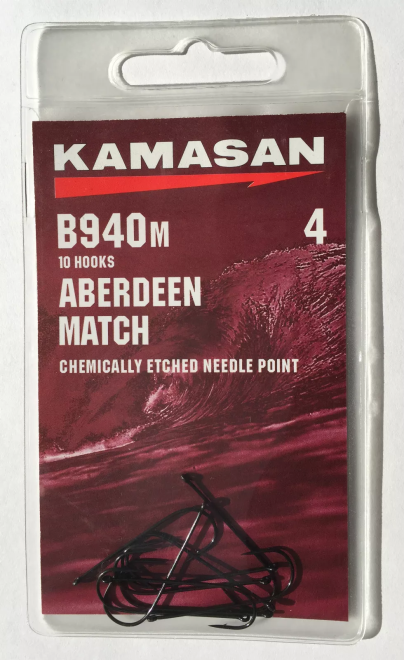 KAMASAN
B940M 4
10 HOOKS
ABERDEEN
MATCH
CHEMICALLY ETCHED NEEDLE POINT